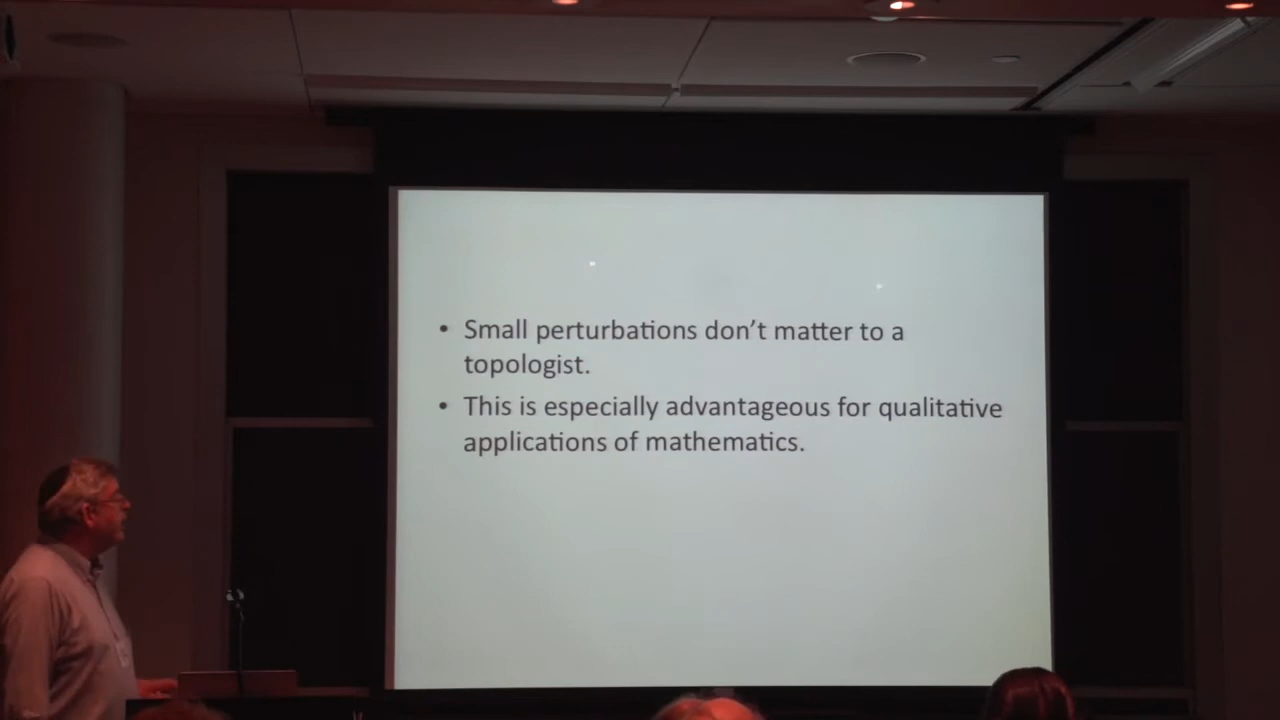 • Small perturbations don't matter to a
topologist.
• This is especially advantageous for qualitative
applications of mathematics.